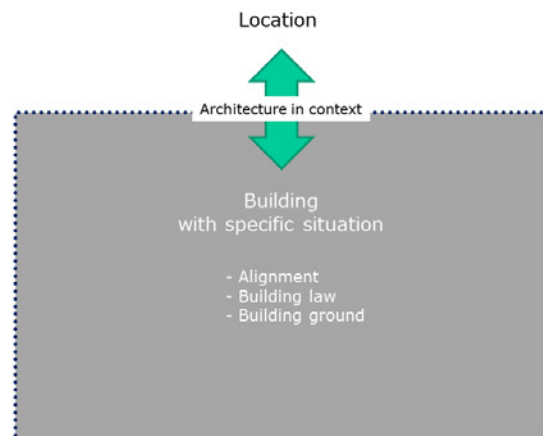 Location
Architecture in context
Building
with specific situation
- Alignment
- Building law
- Building ground